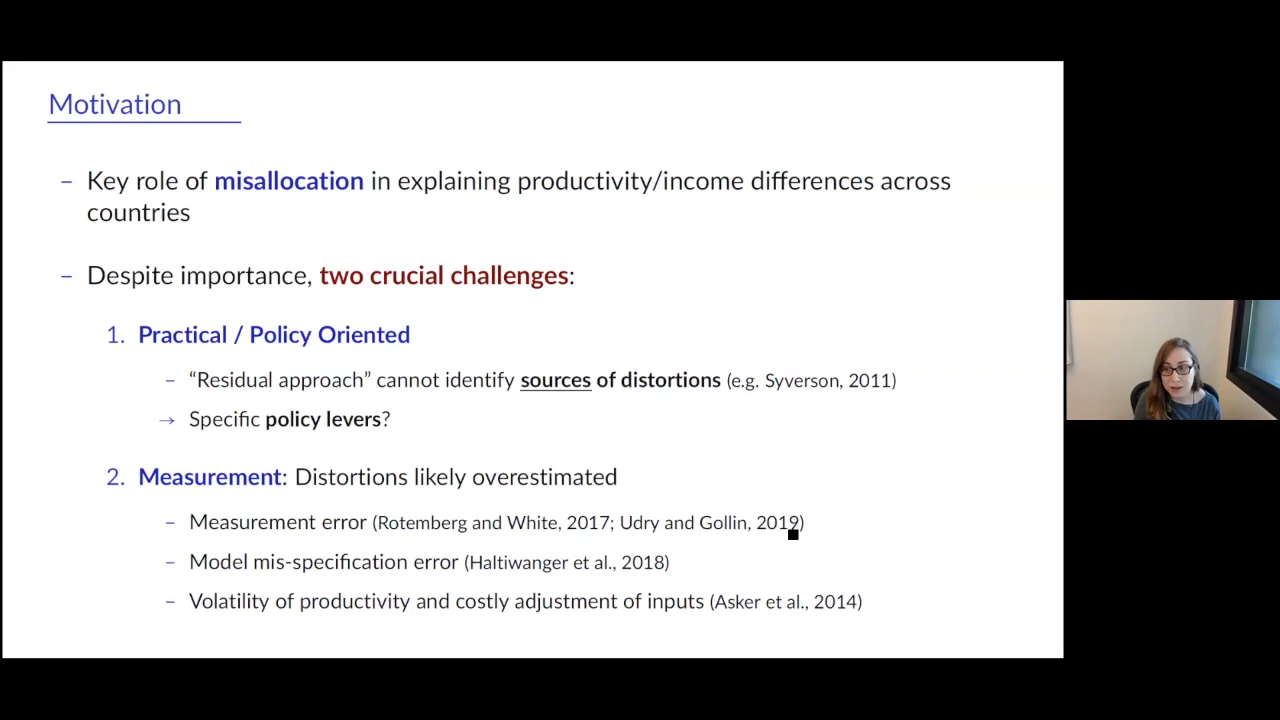 Motivation
– Key role of misallocation in explaining productivity/income differences across
countries
– Despite importance, two crucial challenges:
1. Practical / Policy Oriented
– “Residual approach” cannot identify sources of distortions (e.g. Syverson, 2011)
→ Specific policy levers?
2. Measurement: Distortions likely overestimated
– Measurement error (Rotemberg and White, 2017; Udry and Gollin, 2019)
– Model mis-specification error (Haltiwanger et al., 2018)
– Volatility of productivity and costly adjustment of inputs (Asker et al., 2014)